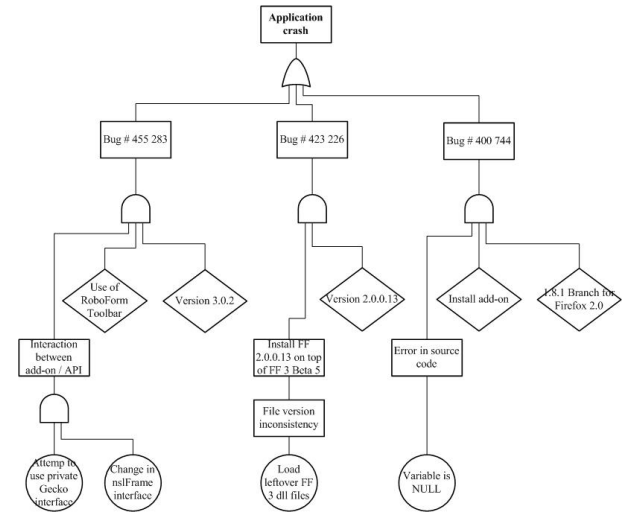 Application
crash
Bug # 455 283
Bug # 423 226
Bug # 400 744
Use of
RoboForm
Toolbar
Version 3.0.2
Version 2.0.0.13
Install add-on
1.8.1 Branch for
Firefox 2.0
Interaction
between
add-on / API
Install FF
2.0.0.13 on top
of FF 3 Beta 5
Error in source
code
File version
inconsistency
Attemp to
use private
Gecko
interface
Change in
nslFrame
interface
Load
leftover FF
3 dll files
Variable is
NULL